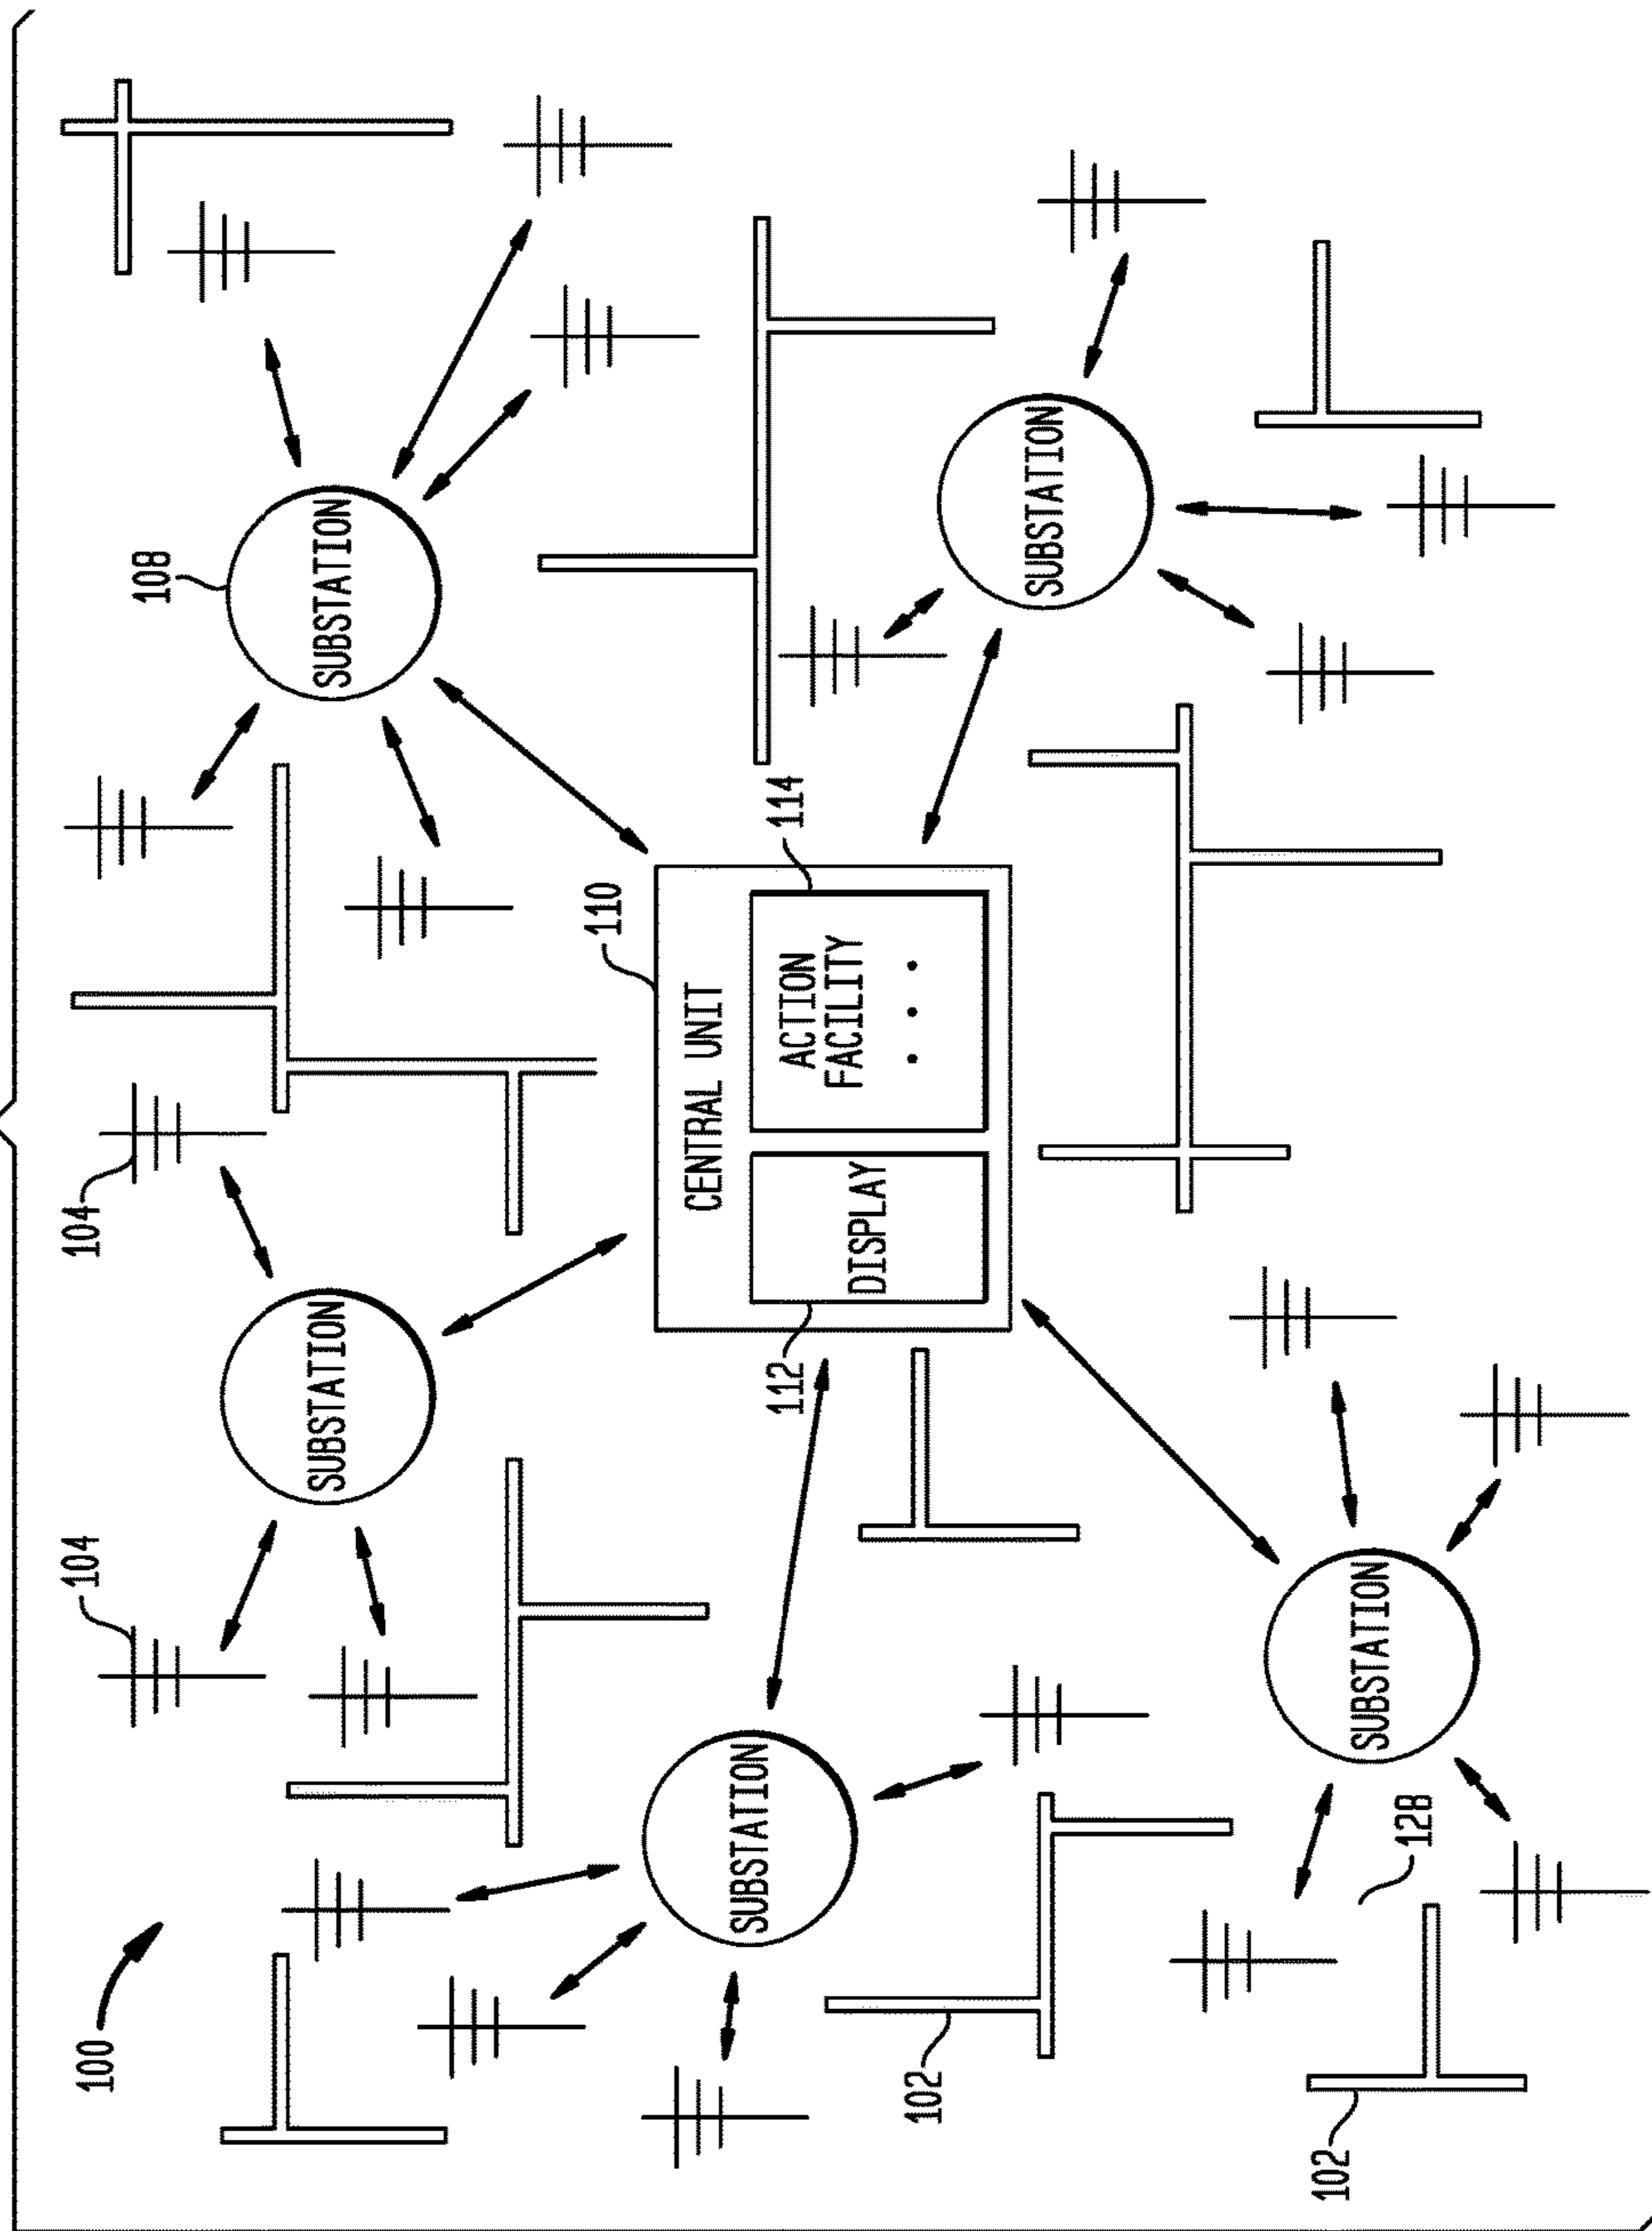 100
104
104
108
SUBSTATION
SUBSTATION
110
CENTRAL UNIT
SUBSTATION
112
DISPLAY
ACTION
FACILITY
• • •
114
102
SUBSTATION
102
SUBSTATION
128